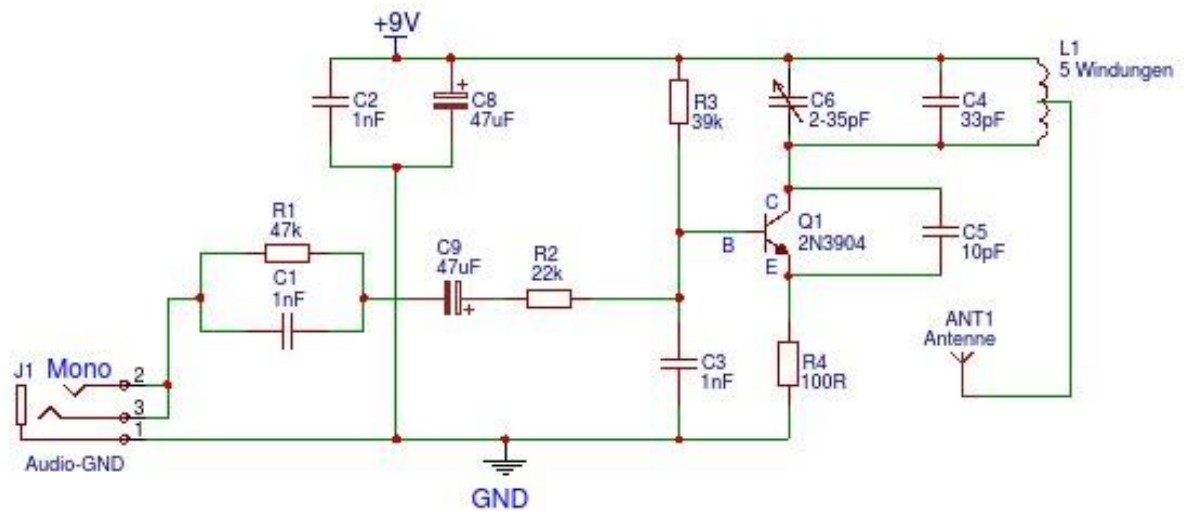 +9V
C2
1nF
C8
47uF
+
R3
39k
C6
2-35pF
C4
33pF
L1
5 Windungen
R1
47k
C1
1nF
C9
47uF
+
R2
22k
B
C
E
Q1
2N3904
C5
10pF
C3
1nF
R4
100R
ANT1
Antenne
J1
Mono
2
3
1
Audio-GND
GND